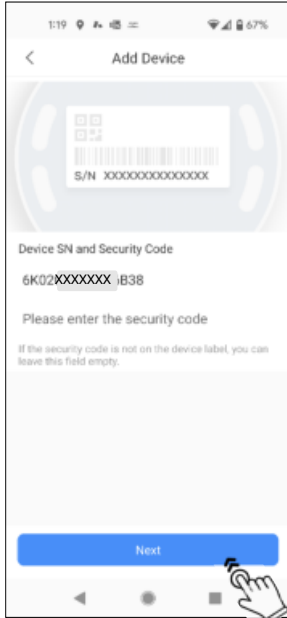 1:19
67%
Add Device
S/N XXXXXXXXXXXXXX
Device SN and Security Code
6K02XXXXXXX B38
Please enter the security code
If the security code is not on the device label, you can
leave this field empty.
Next